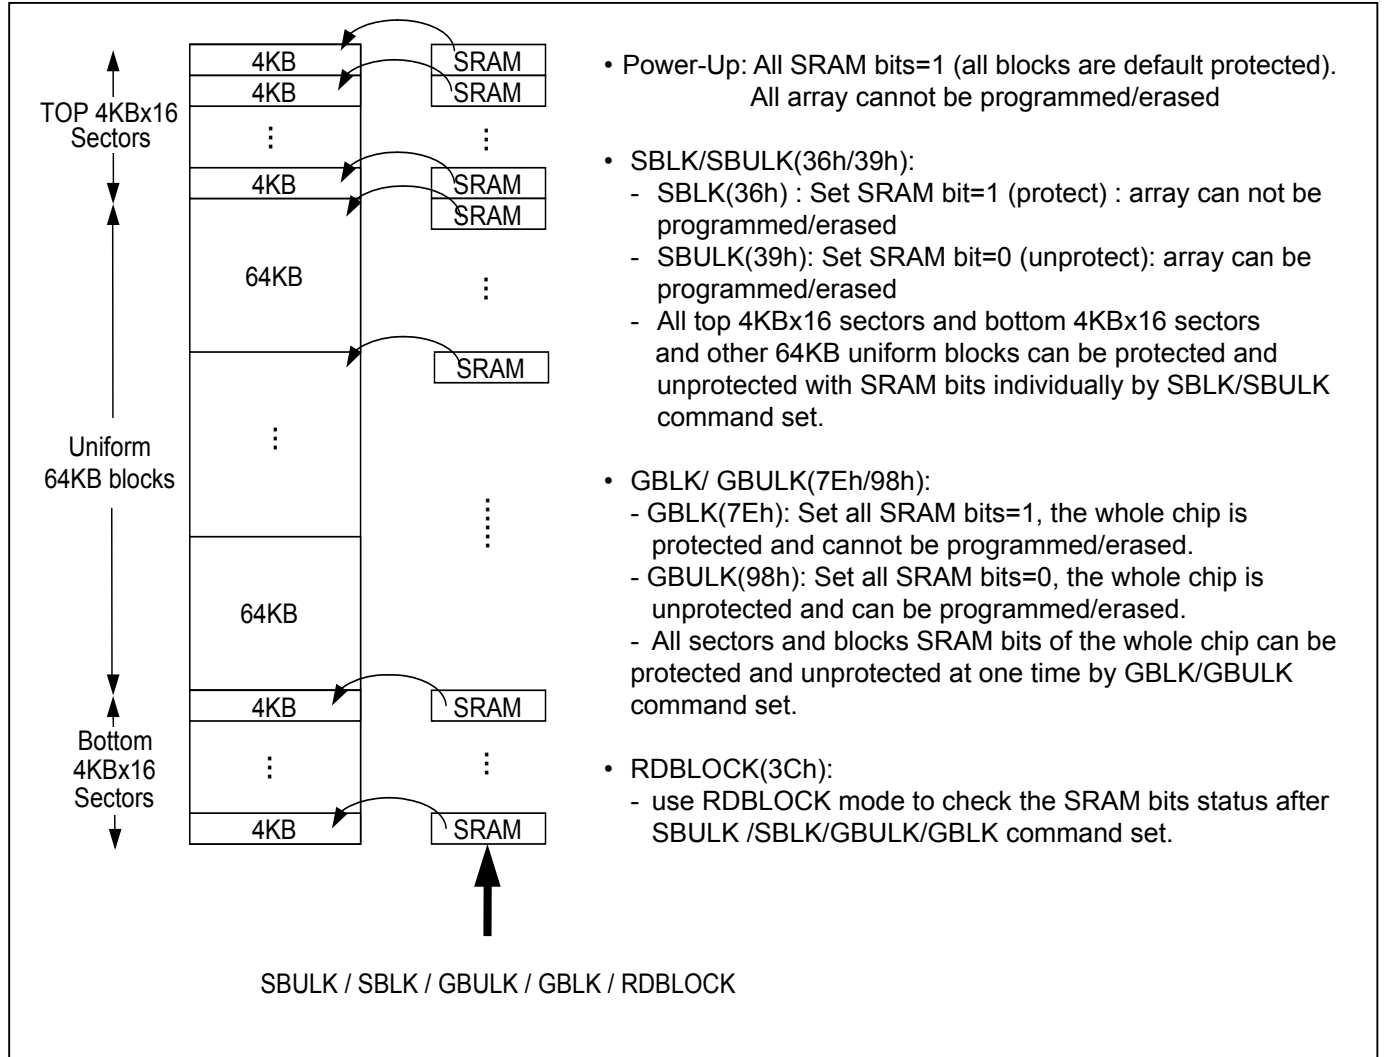 4KB
SRAM
4KB
SRAM
TOP 4KBx16
Sectors
4KB
SRAM
SRAM
64KB
SRAM
Uniform
64KB blocks
64KB
4KB
SRAM
Bottom
4KBx16
Sectors
4KB
SRAM
SBULK / SBLK / GBULK / GBLK / RDBLOCK
• Power-Up: All SRAM bits=1 (all blocks are default protected).
All array cannot be programmed/erased
• SBLK/SBULK(36h/39h):
- SBLK(36h) : Set SRAM bit=1 (protect) : array can not be
programmed/erased
- SBULK(39h): Set SRAM bit=0 (unprotect): array can be
programmed/erased
- All top 4KBx16 sectors and bottom 4KBx16 sectors
and other 64KB uniform blocks can be protected and
unprotected with SRAM bits individually by SBLK/SBULK
command set.
• GBLK/ GBULK(7Eh/98h):
- GBLK(7Eh): Set all SRAM bits=1, the whole chip is
protected and cannot be programmed/erased.
- GBULK(98h): Set all SRAM bits=0, the whole chip is
unprotected and can be programmed/erased.
- All sectors and blocks SRAM bits of the whole chip can be
protected and unprotected at one time by GBLK/GBULK
command set.
• RDBLOCK(3Ch):
- use RDBLOCK mode to check the SRAM bits status after
SBULK /SBLK/GBULK/GBLK command set.